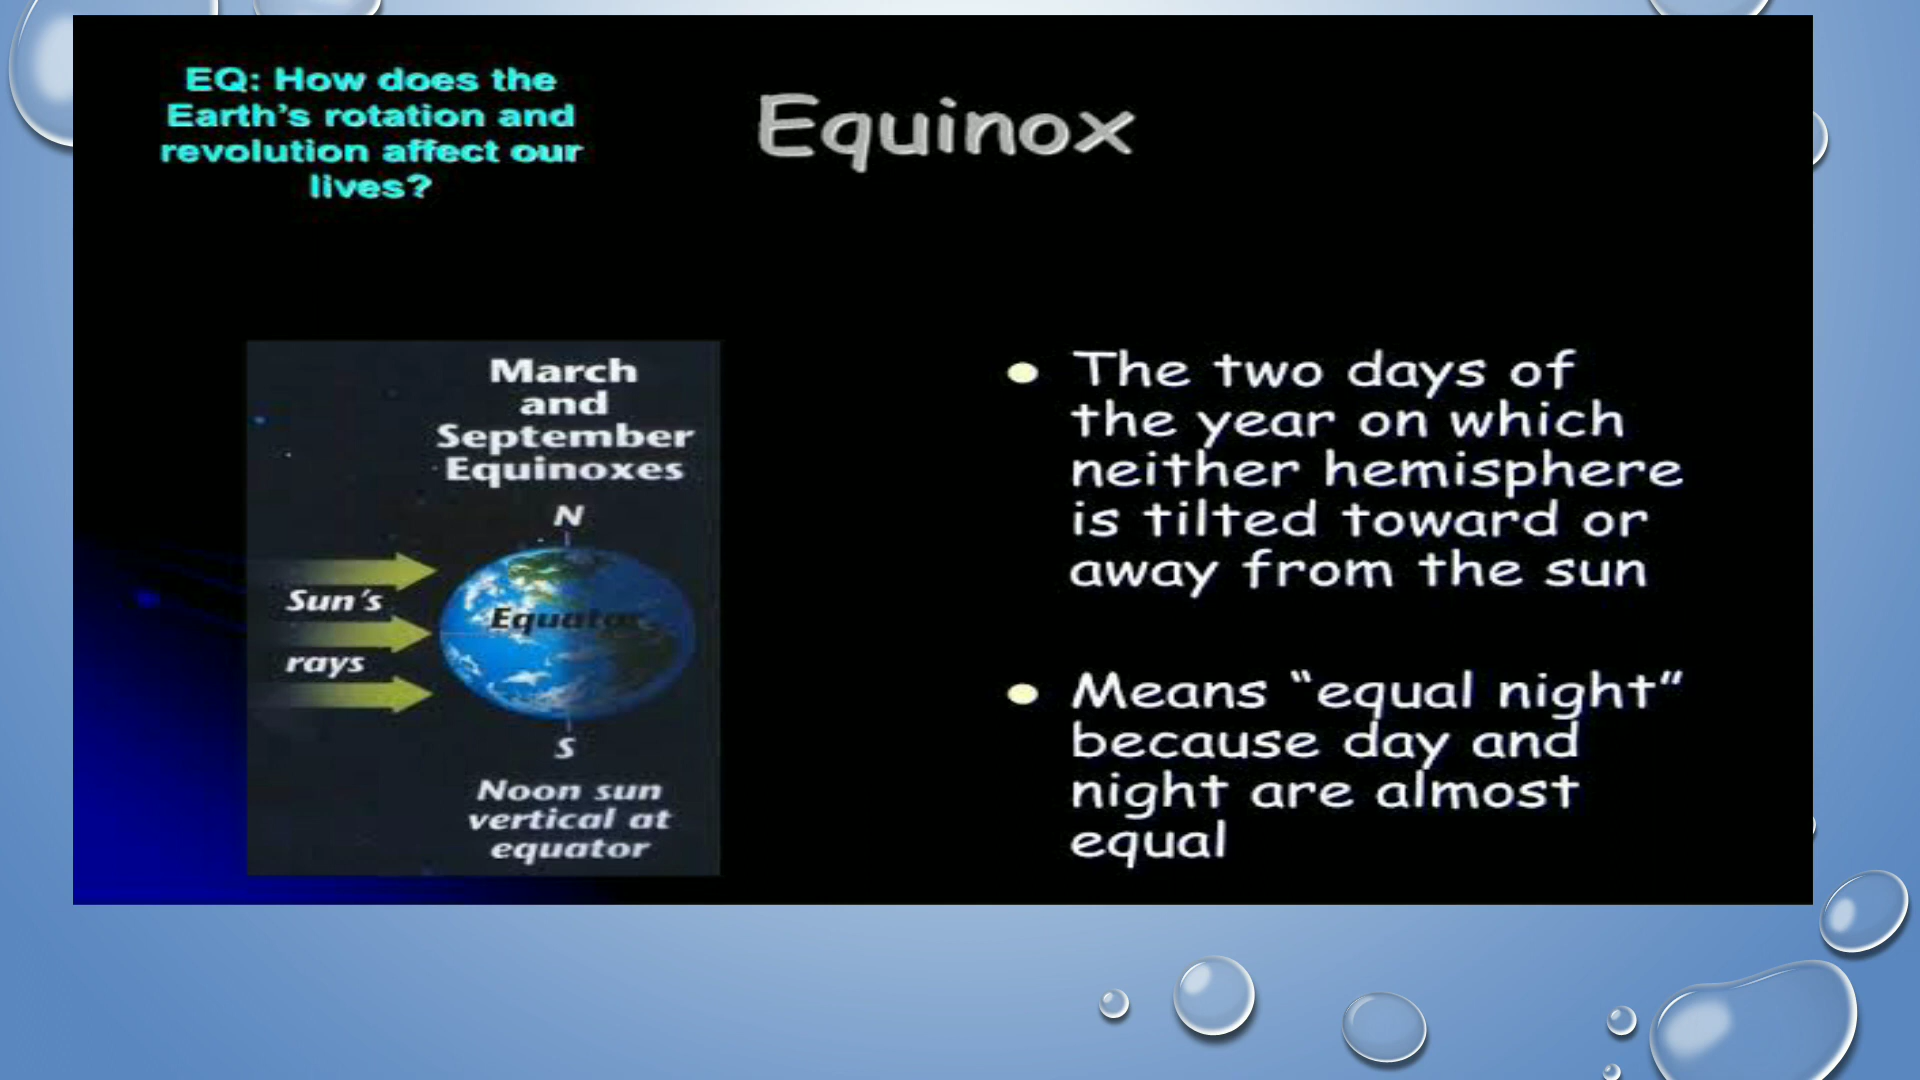 EQ: How does the
Earth's rotation and
revolution affect our
lives?
Equinox
March
and
September
Equinoxes
N
Sun's
rays
Equator
S
Noon sun
vertical at
equator
• The two days of
the year on which
neither hemisphere
is tilted toward or
away from the sun
• Means “equal night”
because day and
night are almost
equal